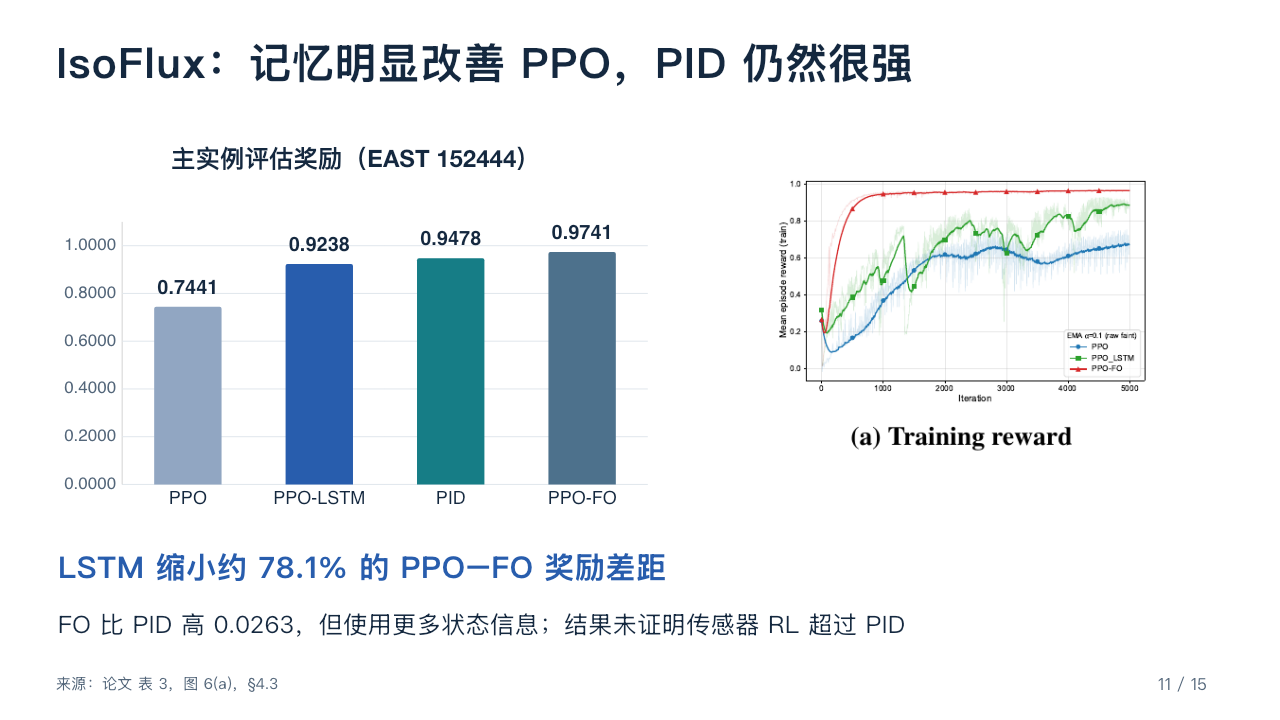 IsoFlux：记忆明显改善 PPO，PID 仍然很强
主实例评估奖励（EAST 152444）
1.0000
0.8000
0.6000
0.4000
0.2000
0.0000
0.7441
0.9238
0.9478
0.9741
PPO
PPO-LSTM
PID
PPO-FO
Mean episode reward (train)
1.0
0.8
0.6
0.4
0.2
0.0
0
1000
2000
3000
4000
5000
Iteration
EMA α=0.1 (raw faint)
PPO
PPO_LSTM
PPO-FO
(a) Training reward
LSTM 缩小约 78.1% 的 PPO—FO 奖励差距
FO 比 PID 高 0.0263，但使用更多状态信息；结果未证明传感器 RL 超过 PID
来源：论文 表 3，图 6(a)，§4.3
11 / 15